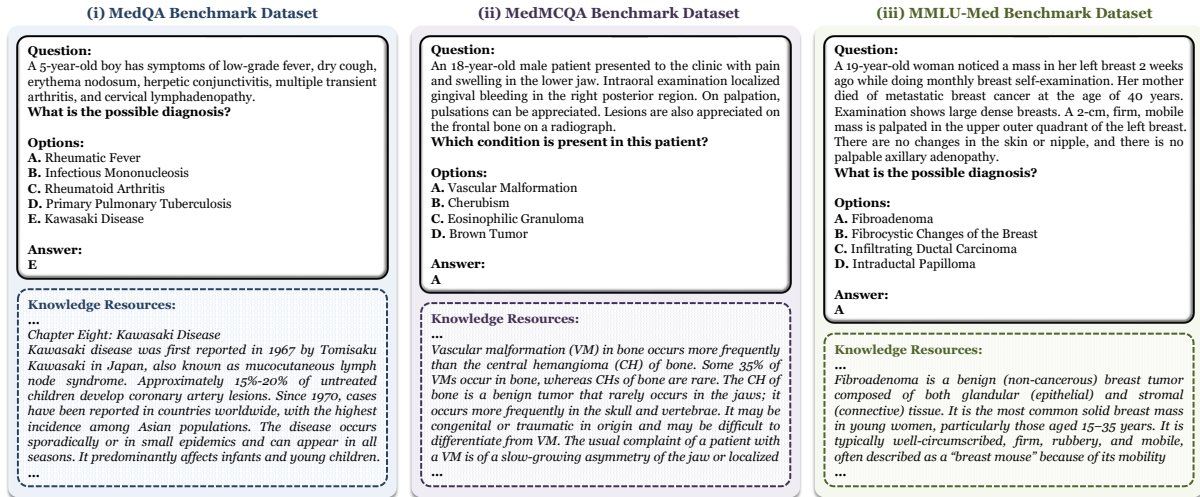 (i) MedQA Benchmark Dataset
Question:
A 5-year-old boy has symptoms of low-grade fever, dry cough,
erythema nodosum, herpetic conjunctivitis, multiple transient
arthritis, and cervical lymphadenopathy.
What is the possible diagnosis?
Options:
A. Rheumatic Fever
B. Infectious Mononucleosis
C. Rheumatoid Arthritis
D. Primary Pulmonary Tuberculosis
E. Kawasaki Disease
Answer:
E
Knowledge Resources:
...
Chapter Eight: Kawasaki Disease
Kawasaki disease was first reported in 1967 by Tomisaku
Kawasaki in Japan, also known as mucocutaneous lymph
node syndrome. Approximately 15%-20% of untreated
children develop coronary artery lesions. Since 1970, cases
have been reported in countries worldwide, with the highest
incidence among Asian populations. The disease occurs
sporadically or in small epidemics and can appear in all
seasons. It predominantly affects infants and young children.
...
(ii) MedMCQA Benchmark Dataset
Question:
An 18-year-old male patient presented to the clinic with pain
and swelling in the lower jaw. Intraoral examination localized
gingival bleeding in the right posterior region. On palpation,
pulsations can be appreciated. Lesions are also appreciated on
the frontal bone on a radiograph.
Which condition is present in this patient?
Options:
A. Vascular Malformation
B. Cherubism
C. Eosinophilic Granuloma
D. Brown Tumor
Answer:
A
Knowledge Resources:
...
Vascular malformation (VM) in bone occurs more frequently
than the central hemangioma (CH) of bone. Some 35% of
VMs occur in bone, whereas CHs of bone are rare. The CH of
bone is a benign tumor that rarely occurs in the jaws; it
occurs more frequently in the skull and vertebrae. It may be
congenital or traumatic in origin and may be difficult to
differentiate from VM. The usual complaint of a patient with
a VM is of a slow-growing asymmetry of the jaw or localized
...
(iii) MMLU-Med Benchmark Dataset
Question:
A 19-year-old woman noticed a mass in her left breast 2 weeks
ago while doing monthly breast self-examination. Her mother
died of metastatic breast cancer at the age of 40 years.
Examination shows large dense breasts. A 2-cm, firm, mobile
mass is palpated in the upper outer quadrant of the left breast.
There are no changes in the skin or nipple, and there is no
palpable axillary adenopathy.
What is the possible diagnosis?
Options:
A. Fibroadenoma
B. Fibrocystic Changes of the Breast
C. Infiltrating Ductal Carcinoma
D. Intraductal Papilloma
Answer:
A
Knowledge Resources:
...
Fibroadenoma is a benign (non-cancerous) breast tumor
composed of both glandular (epithelial) and stromal
(connective) tissue. It is the most common solid breast mass
in young women, particularly those aged 15–35 years. It is
typically well-circumscribed, firm, rubbery, and mobile,
often described as a “breast mouse” because of its mobility
...